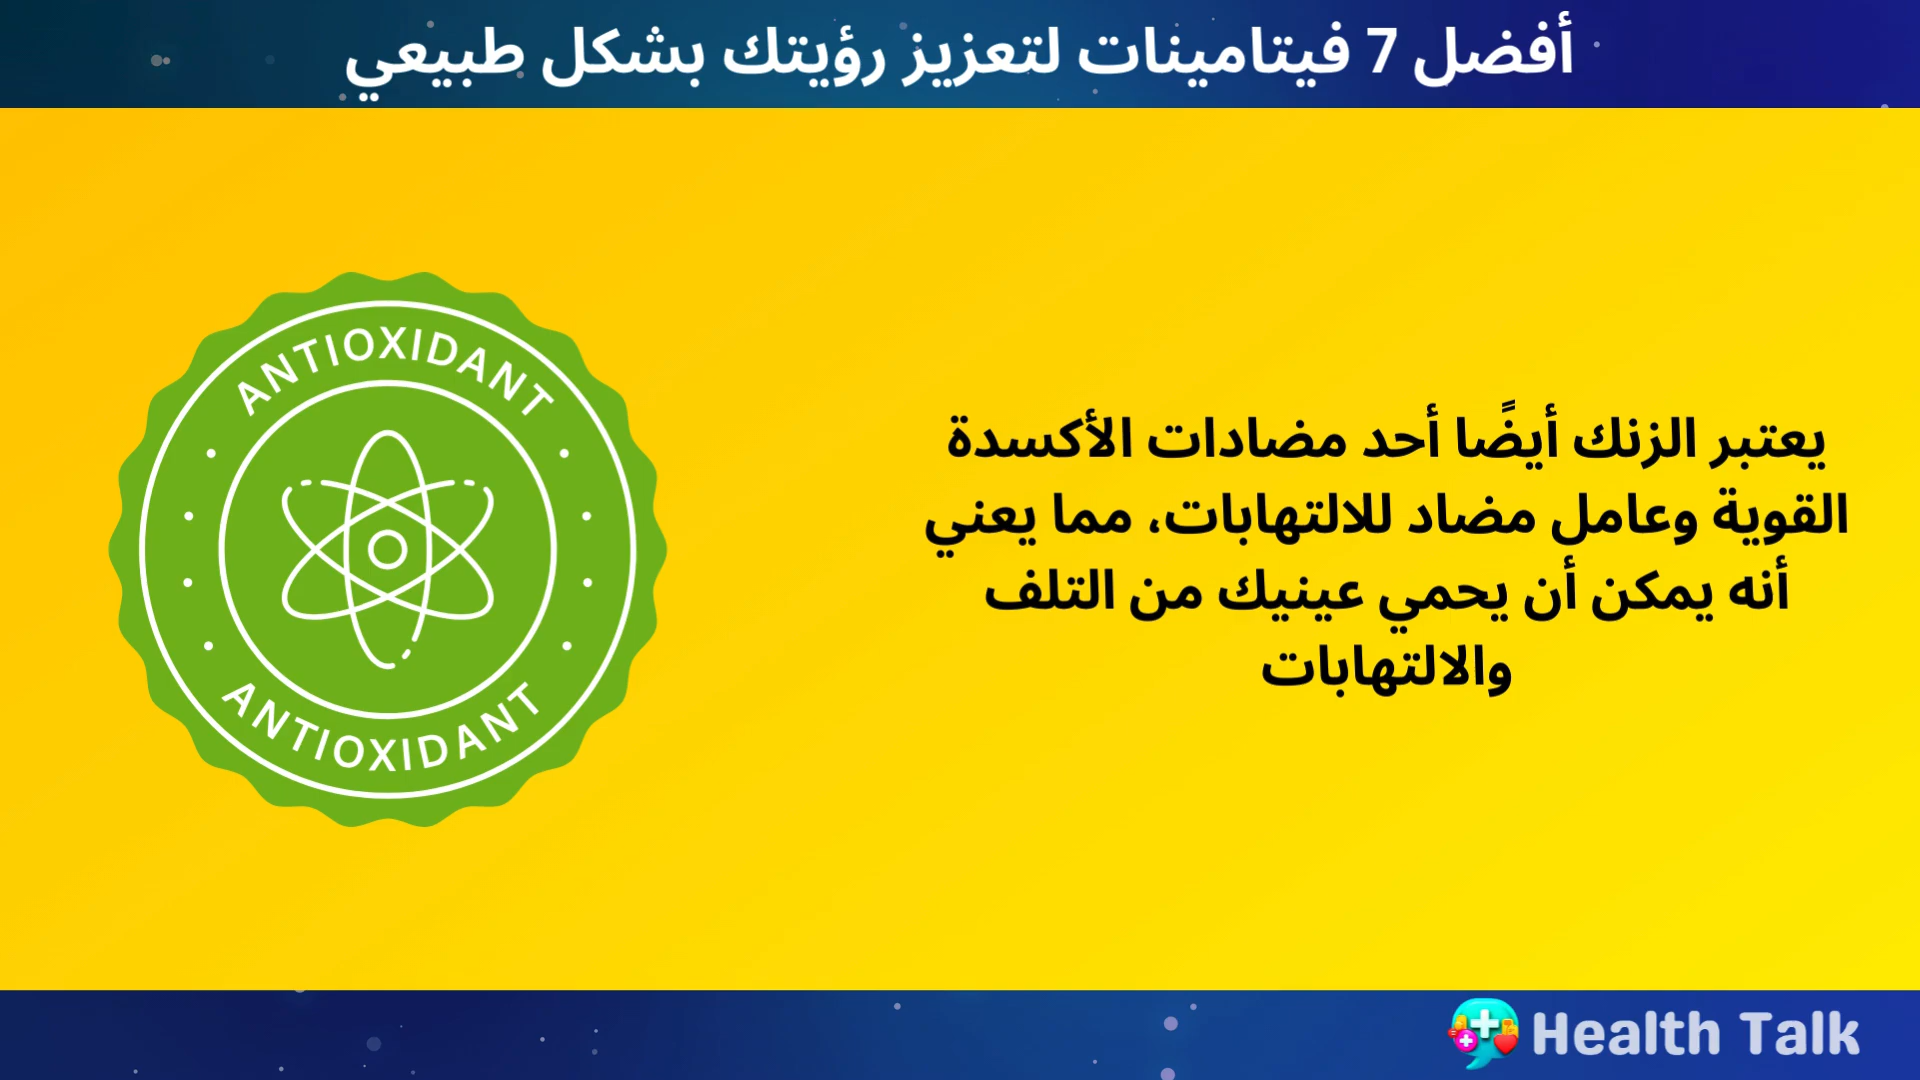 أفضل 7 فيتامينات لتعزيز رؤيتك بشكل طبيعي
ANTIOXIDANT
ANTIOXIDANT
يعتبر الزنك أيضًا أحد مضادات الأكسدة
القوية وعامل مضاد للالتهابات، مما يعني
أنه يمكن أن يحمي عينيك من التلف
والالتهابات
Health Talk